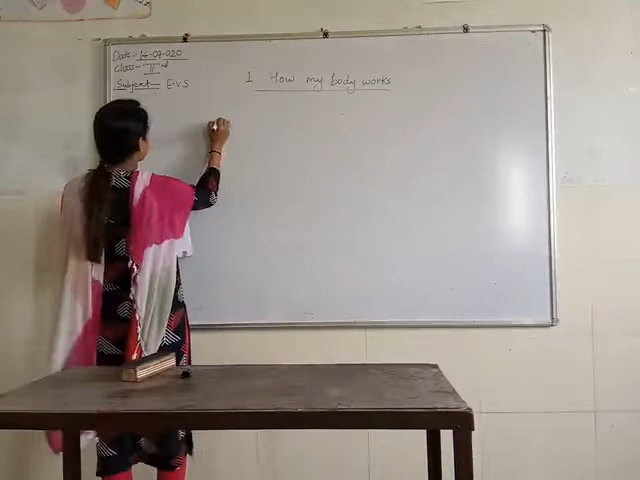 Date :- 14-07-020
Class:- II nd
Subject:- E.V.S
1 How my body works